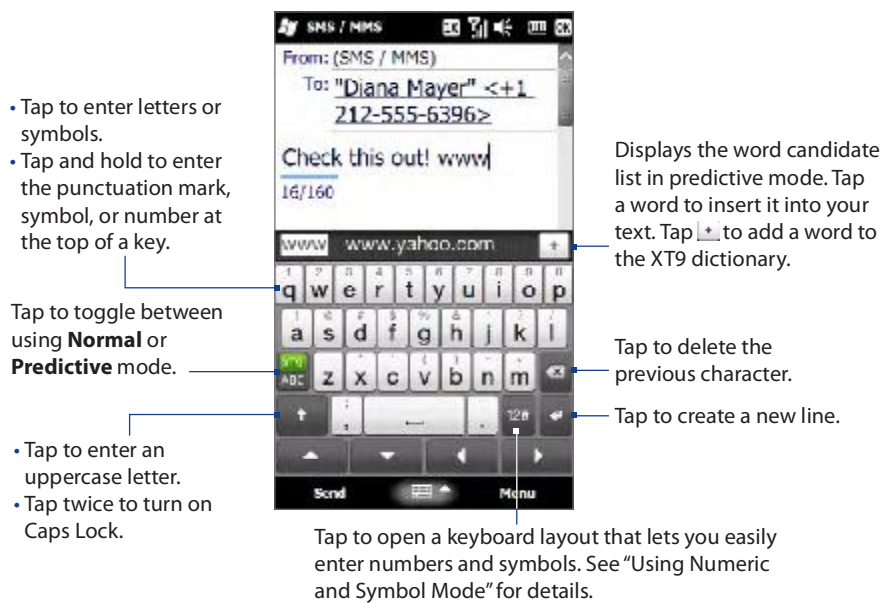 SMS / MMS
From: (SMS / MMS)
To: "Diana Mayer" <+1
212-555-6396>
Check this out! www
16/160
www www.yahoo.com +
q w e r t y u i o p
a s d f g h j k l
XT9
ABC z x c v b n m
, . 12#
Send Menu
• Tap to enter letters or
symbols.
• Tap and hold to enter
the punctuation mark,
symbol, or number at
the top of a key.
Tap to toggle between
using Normal or
Predictive mode.
• Tap to enter an
uppercase letter.
• Tap twice to turn on
Caps Lock.
Displays the word candidate
list in predictive mode. Tap
a word to insert it into your
text. Tap + to add a word to
the XT9 dictionary.
Tap to delete the
previous character.
Tap to create a new line.
Tap to open a keyboard layout that lets you easily
enter numbers and symbols. See “Using Numeric
and Symbol Mode” for details.